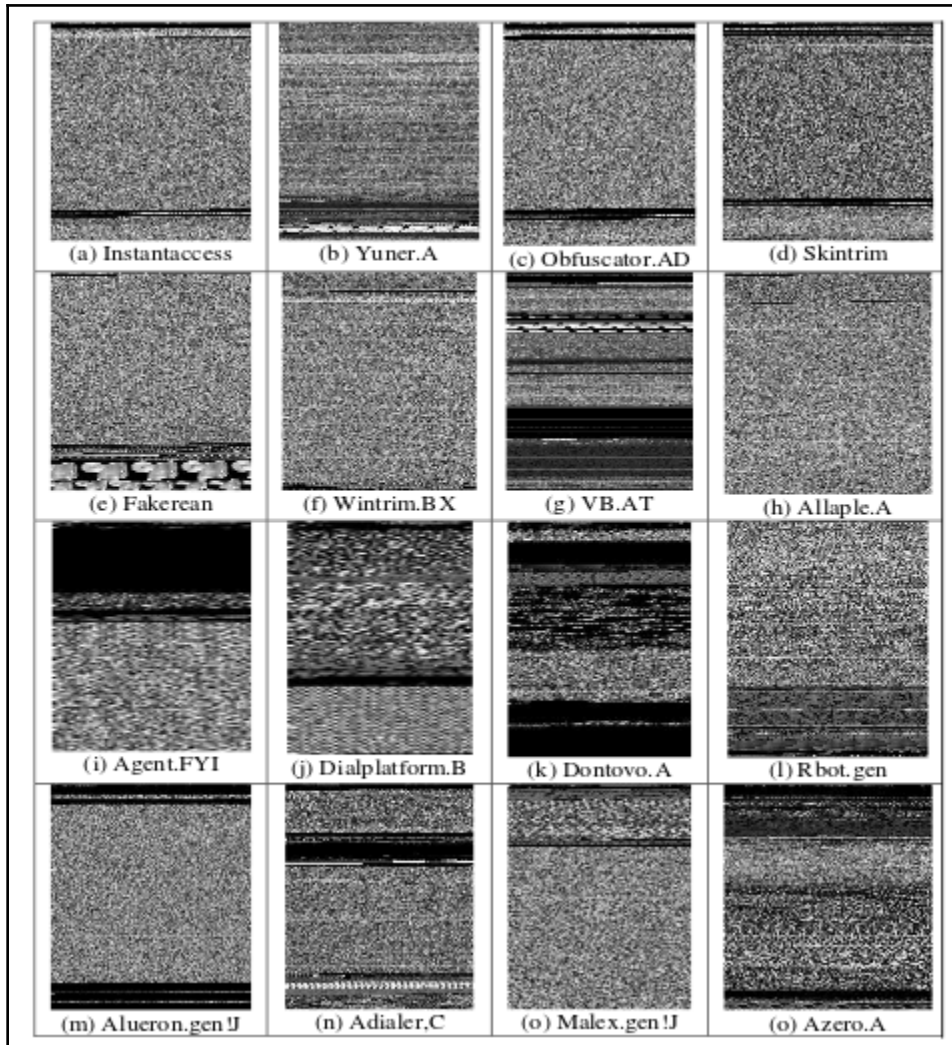 (a) Instantaccess
(b) Yuner.A
(c) Obfuscator.AD
(d) Skintrim
(e) Fakerean
(f) Wintrim.BX
(g) VB.AT
(h) Allaple.A
(i) Agent.FYI
(j) Dialplatform.B
(k) Dontovo.A
(l) Rbot.gen
(m) Alueron.gen!J
(n) Adialer,C
(o) Malex.gen!J
(o) Azero.A